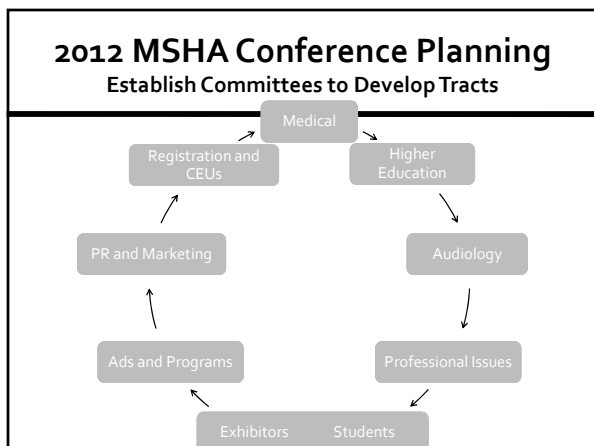 2012 MSHA Conference Planning
Establish Committees to Develop Tracts
Medical
Higher
Education
Audiology
Professional Issues
Students
Exhibitors
Ads and Programs
PR and Marketing
Registration and
CEUs